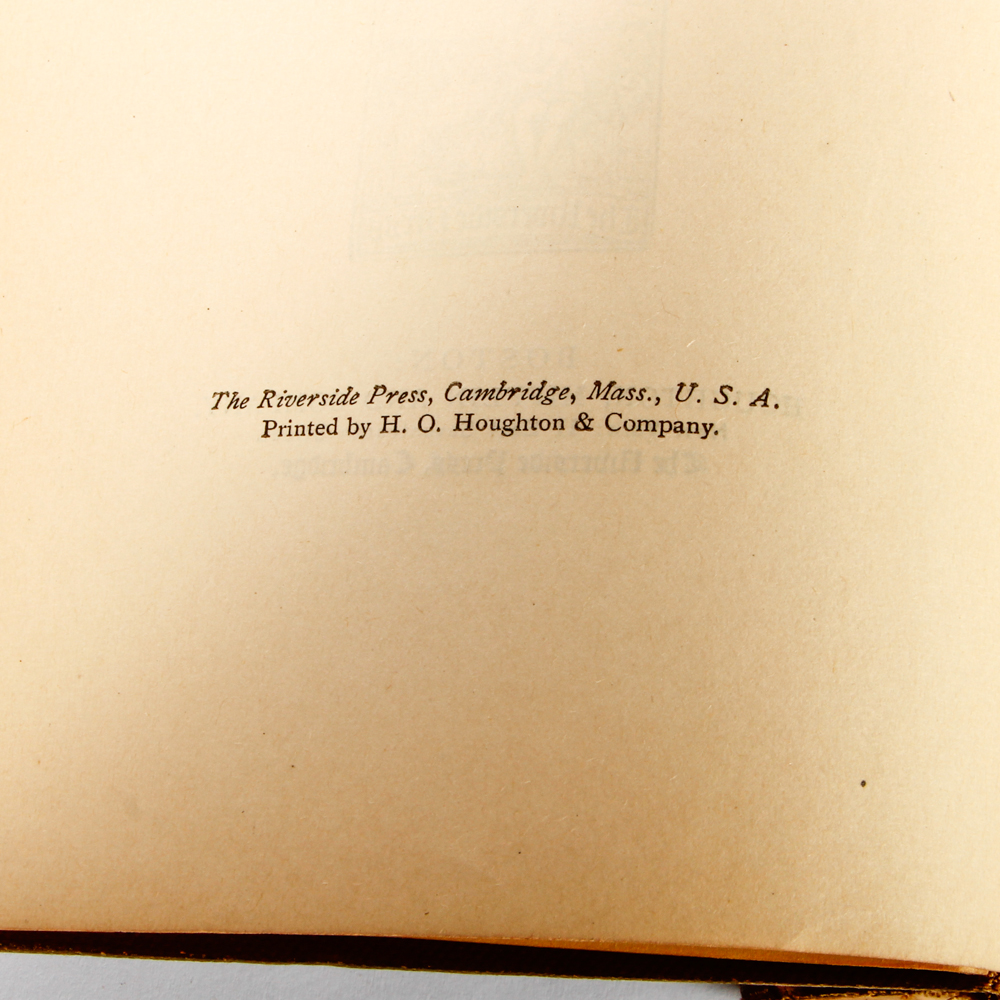 The Riverside Press, Cambridge, Mass., U. S. A.
Printed by H. O. Houghton & Company.